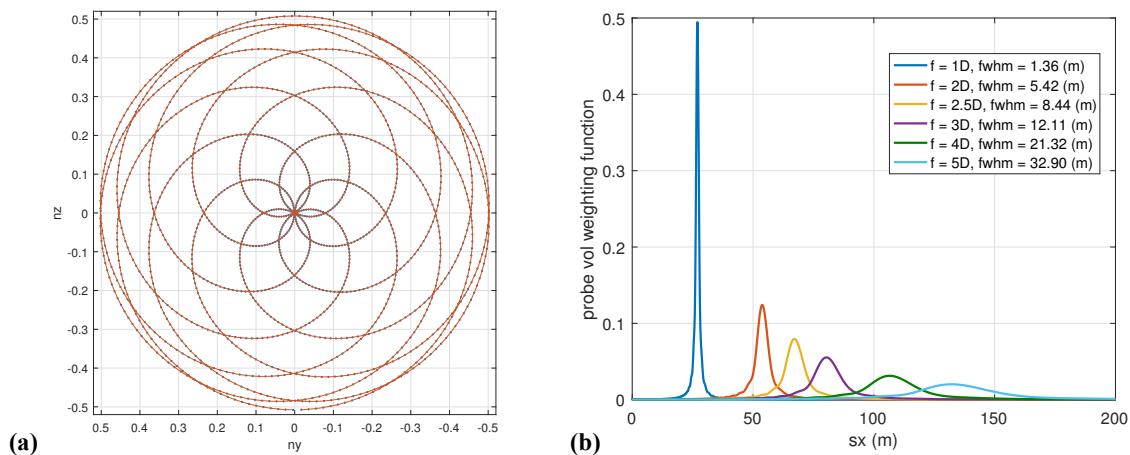 0.5
0.4
0.3
0.2
0.1
0
-0.1
-0.2
-0.3
-0.4
-0.5
nz
0.5 0.4 0.3 0.2 0.1 0 -0.1 -0.2 -0.3 -0.4 -0.5
ny
(a)
0.5
0.4
0.3
0.2
0.1
0
probe vol weighting function
f = 1D, fwhm = 1.36 (m)
f = 2D, fwhm = 5.42 (m)
f = 2.5D, fwhm = 8.44 (m)
f = 3D, fwhm = 12.11 (m)
f = 4D, fwhm = 21.32 (m)
f = 5D, fwhm = 32.90 (m)
0 50 100 150 200
sx (m)
(b)